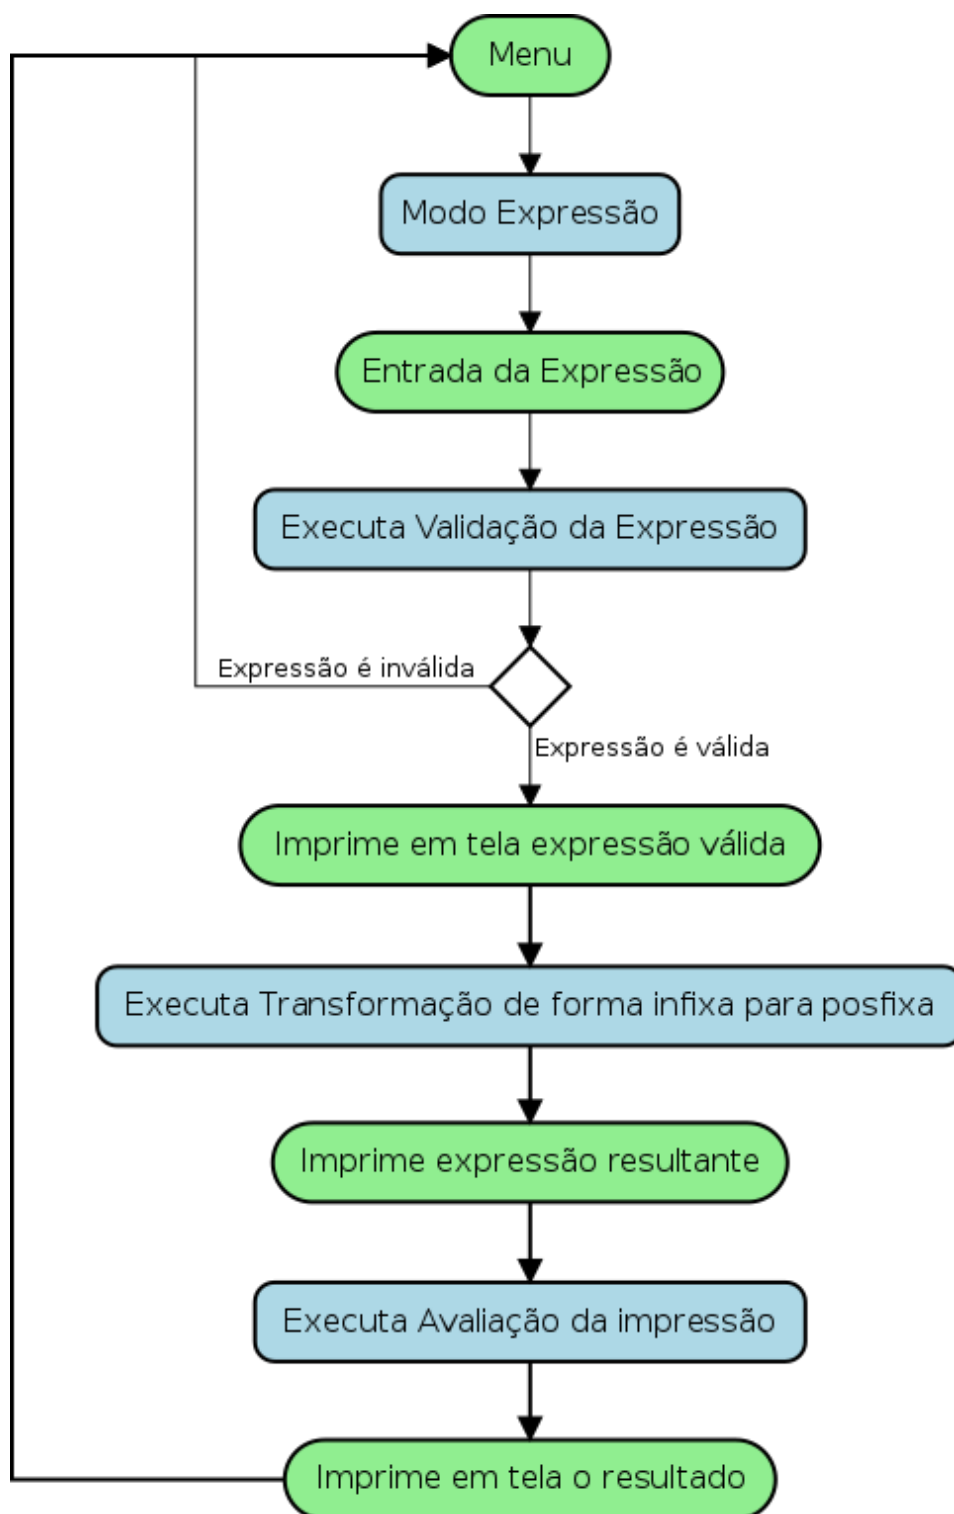 Menu
Modo Expressão
Entrada da Expressão
Executa Validação da Expressão
Expressão é inválida
Expressão é válida
Imprime em tela expressão válida
Executa Transformação de forma infixa para posfixa
Imprime expressão resultante
Executa Avaliação da impressão
Imprime em tela o resultado